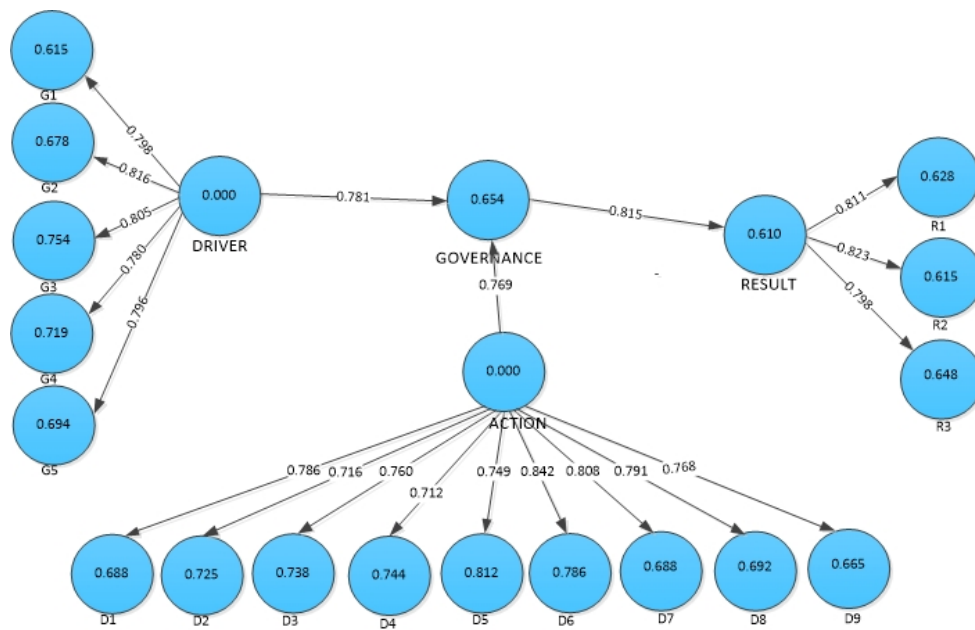 0.615
G1
0.798
0.678
G2
0.816
0.754
G3
0.805
0.719
G4
0.780
0.694
G5
0.796
0.000
DRIVER
0.781
0.654
GOVERNANCE
0.815
0.610
RESULT
0.811
0.628
R1
0.823
0.615
R2
0.798
0.648
R3
0.769
0.000
ACTION
0.786
0.716
0.760
0.712
0.749
0.842
0.808
0.791
0.768
0.688
0.725
0.738
0.744
0.812
0.786
0.688
0.692
0.665
D1
D2
D3
D4
D5
D6
D7
D8
D9